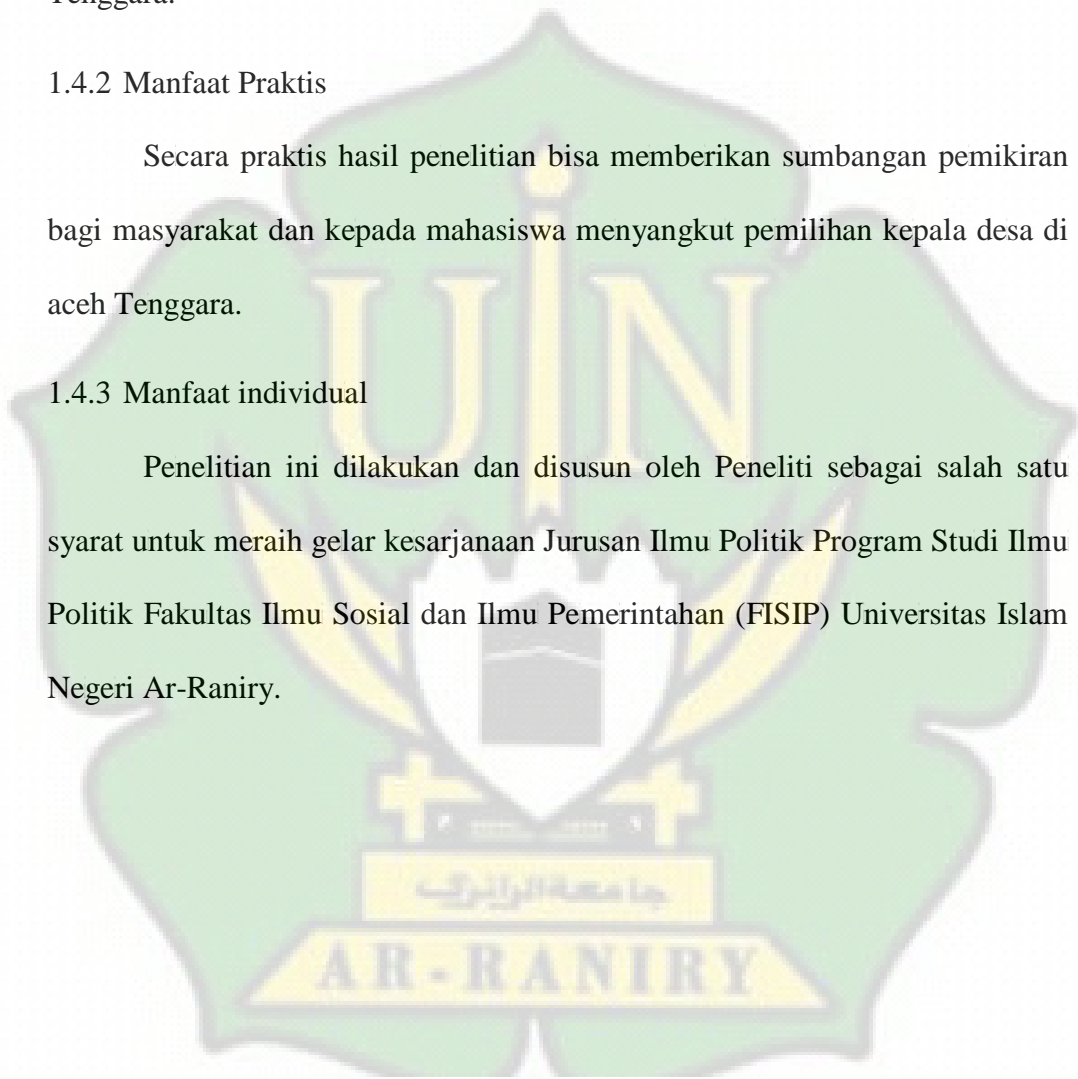 Tenggara.
1.4.2 Manfaat Praktis
Secara praktis hasil penelitian bisa memberikan sumbangan pemikiran
bagi masyarakat dan kepada mahasiswa menyangkut pemilihan kepala desa di
aceh Tenggara.
1.4.3 Manfaat individual
Penelitian ini dilakukan dan disusun oleh Peneliti sebagai salah satu
syarat untuk meraih gelar kesarjanaan Jurusan Ilmu Politik Program Studi Ilmu
Politik Fakultas Ilmu Sosial dan Ilmu Pemerintahan (FISIP) Universitas Islam
Negeri Ar-Raniry.
UIN
جامعة الرانري
AR-RANIRY